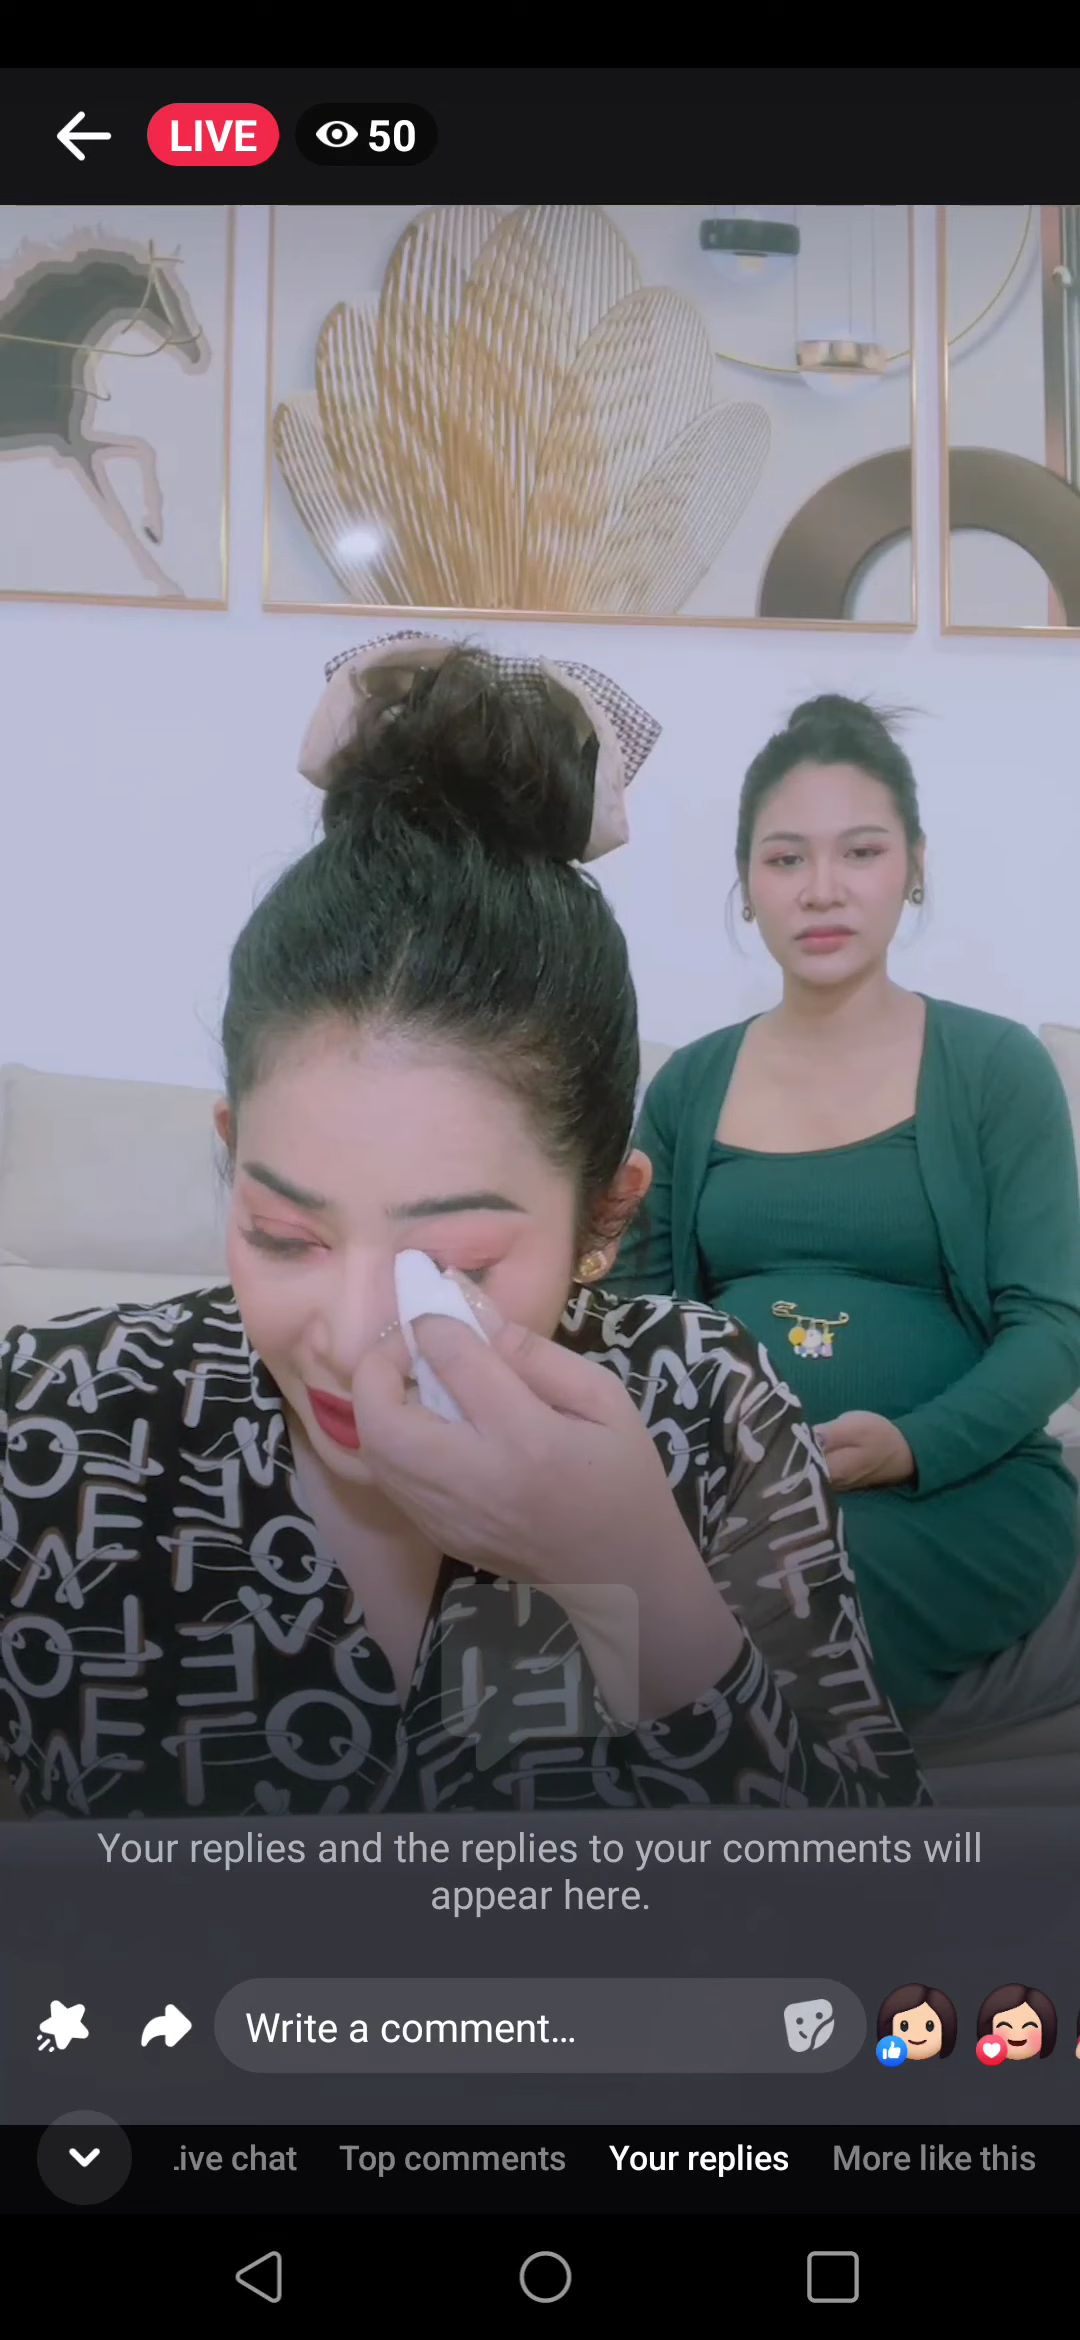 LIVE
50
Your replies and the replies to your comments will
appear here.
Write a comment...
ive chat
Top comments
Your replies
More like this